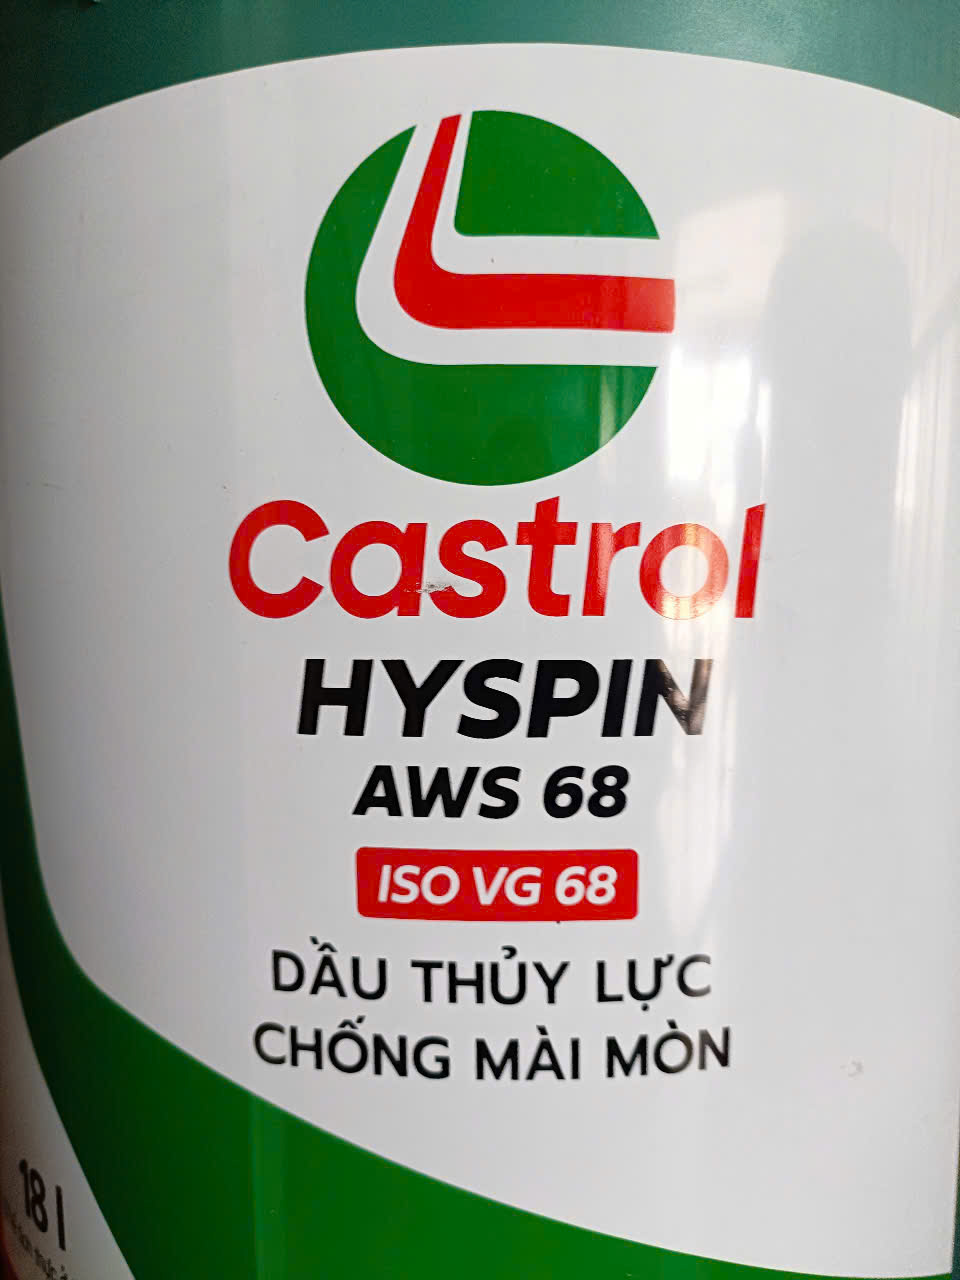 Castrol
HYSPIN
AWS 68
ISO VG 68
DẦU THỦY LỰC
CHỐNG MÀI MÒN
18 l